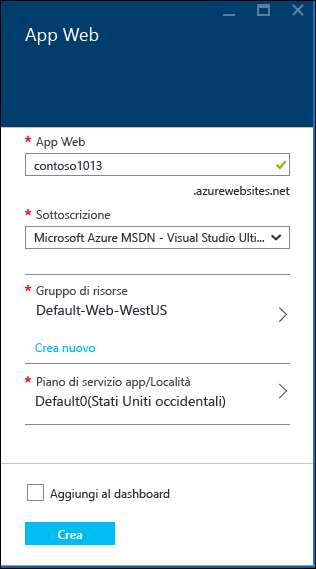 App Web
* App Web
contoso1013
.azurewebsites.net
* Sottoscrizione
Microsoft Azure MSDN - Visual Studio Ulti...
* Gruppo di risorse
Default-Web-WestUS
Crea nuovo
* Piano di servizio app/Località
Default0(Stati Uniti occidentali)
Aggiungi al dashboard
Crea